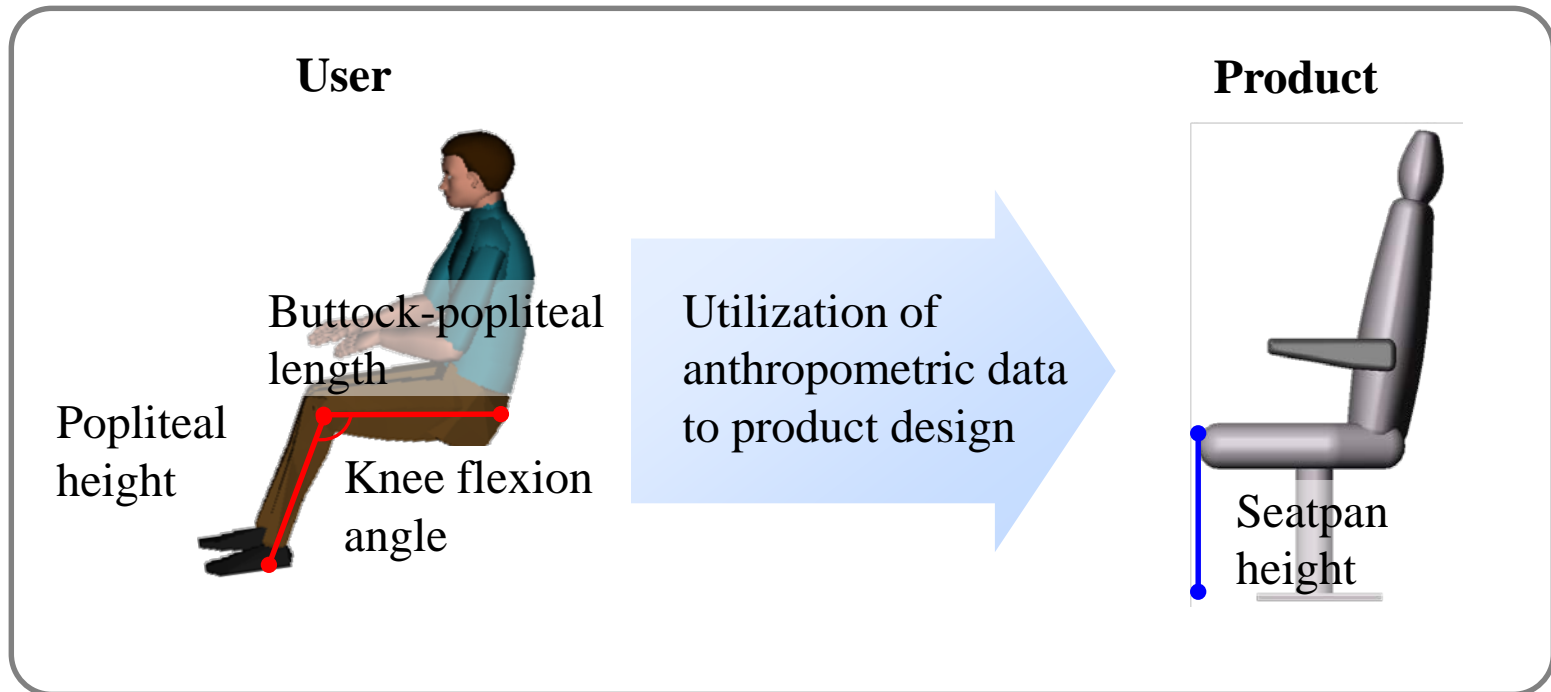 User
Product
Buttock-popliteal
length
Popliteal
height
Knee flexion
angle
Utilization of
anthropometric data
to product design
Seatpan
height